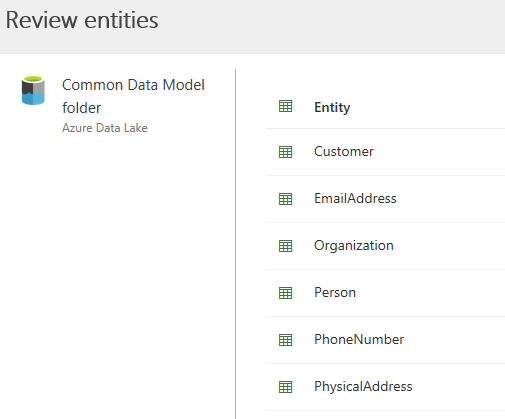 Review entities
Common Data Model
folder
Azure Data Lake
Entity
Customer
EmailAddress
Organization
Person
PhoneNumber
PhysicalAddress